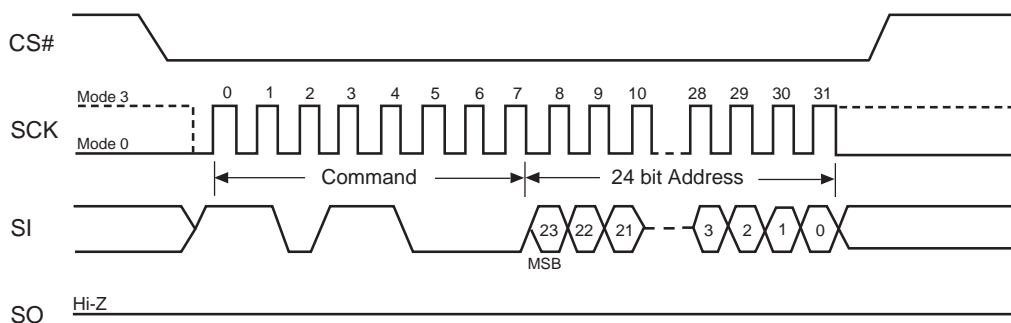 CS#
Mode 3
0 1 2 3 4 5 6 7 8 9 10 28 29 30 31
SCK
Mode 0
Command 24 bit Address
SI
23 22 21 3 2 1 0
MSB
Hi-Z
SO